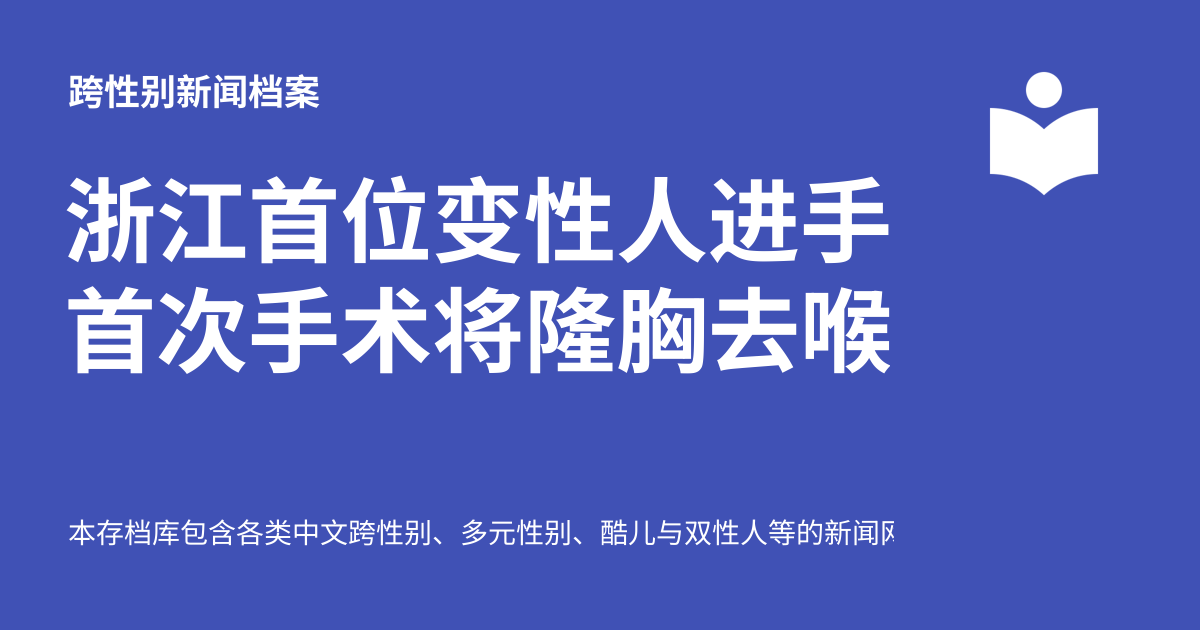 跨性别新闻档案
浙江首位变性人进手
首次手术将隆胸去喉
本存档库包含各类中文跨性别、多元性别、酷儿与双性人等的新闻